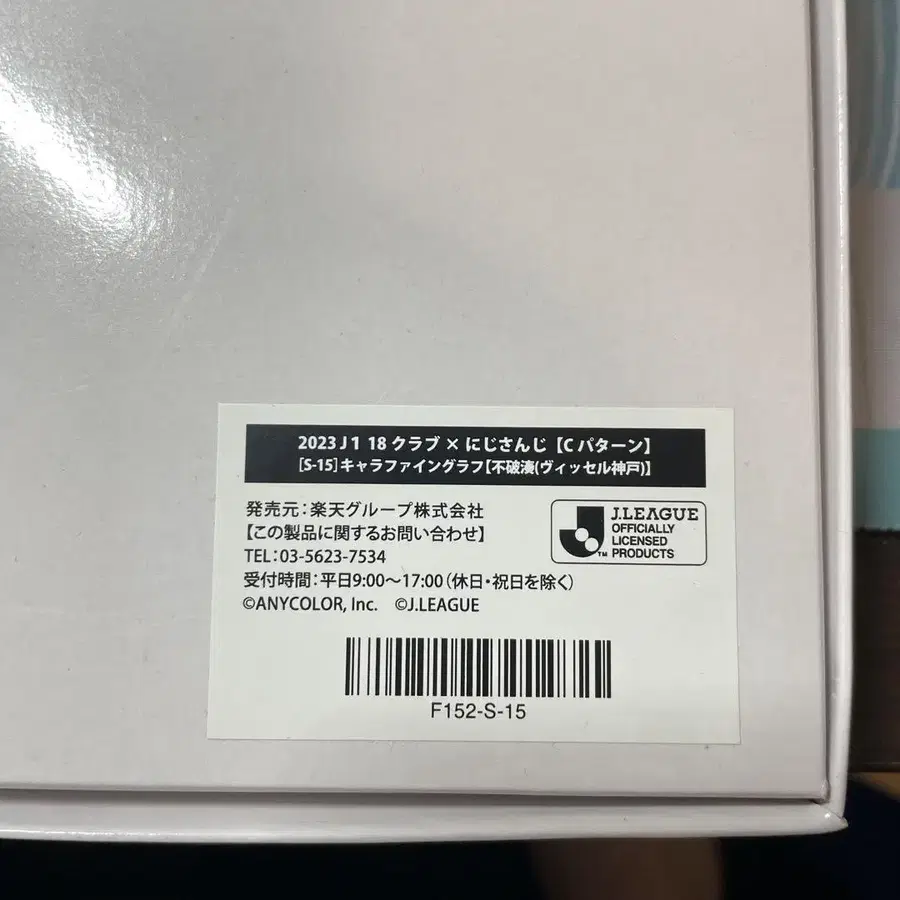 2023 J1 18クラブ × にじさんじ【Cパターン】
[S-15]キャラファイングラフ【不破湊(ヴィッセル神戸)】
発売元：楽天グループ株式会社
【この製品に関するお問い合わせ】
TEL：03-5623-7534
受付時間：平日9:00～17:00（休日・祝日を除く）
©ANYCOLOR, Inc. ©J.LEAGUE
J.LEAGUE
OFFICIALLY
LICENSED
PRODUCTS
J
TM
F152-S-15